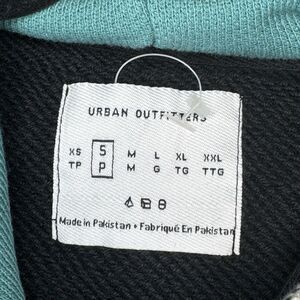 URBAN OUTFITTERS
XS S M L XL XXL
TP P M G TG TTG
Made in Pakistan • Fabriqué En Pakistan